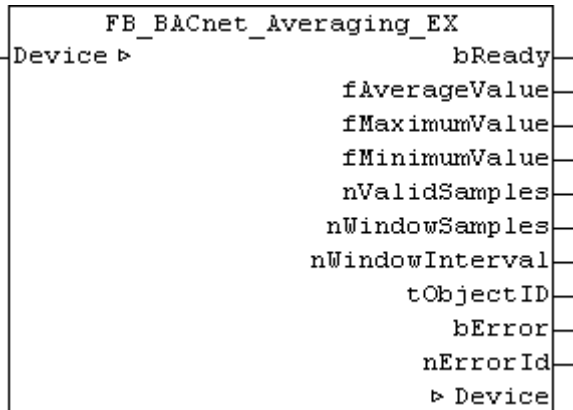 FB_BACnet_Averaging_EX
Device ▷ bReady
fAverageValue
fMaximumValue
fMinimumValue
nValidSamples
nWindowSamples
nWindowInterval
tObjectID
bError
nErrorId
▷ Device